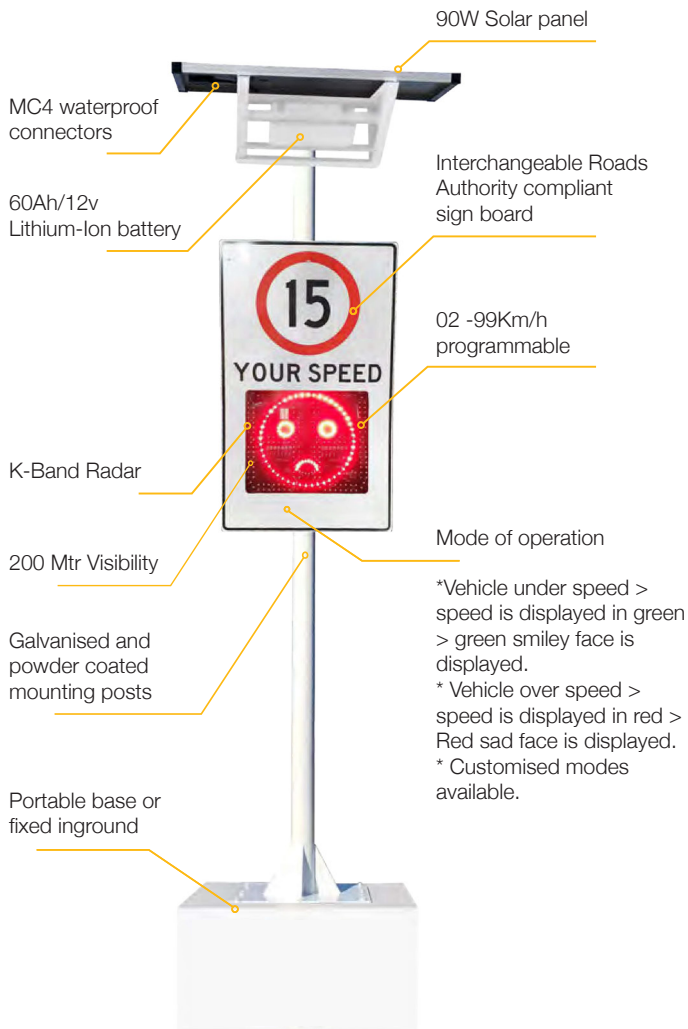 90W Solar panel
MC4 waterproof
connectors
60Ah/12v
Lithium-Ion battery
Interchangeable Roads
Authority compliant
sign board
15
YOUR SPEED
02 -99Km/h
programmable
K-Band Radar
200 Mtr Visibility
Mode of operation
*Vehicle under speed >
speed is displayed in green
> green smiley face is
displayed.
* Vehicle over speed >
speed is displayed in red >
Red sad face is displayed.
* Customised modes
available.
Galvanised and
powder coated
mounting posts
Portable base or
fixed inground